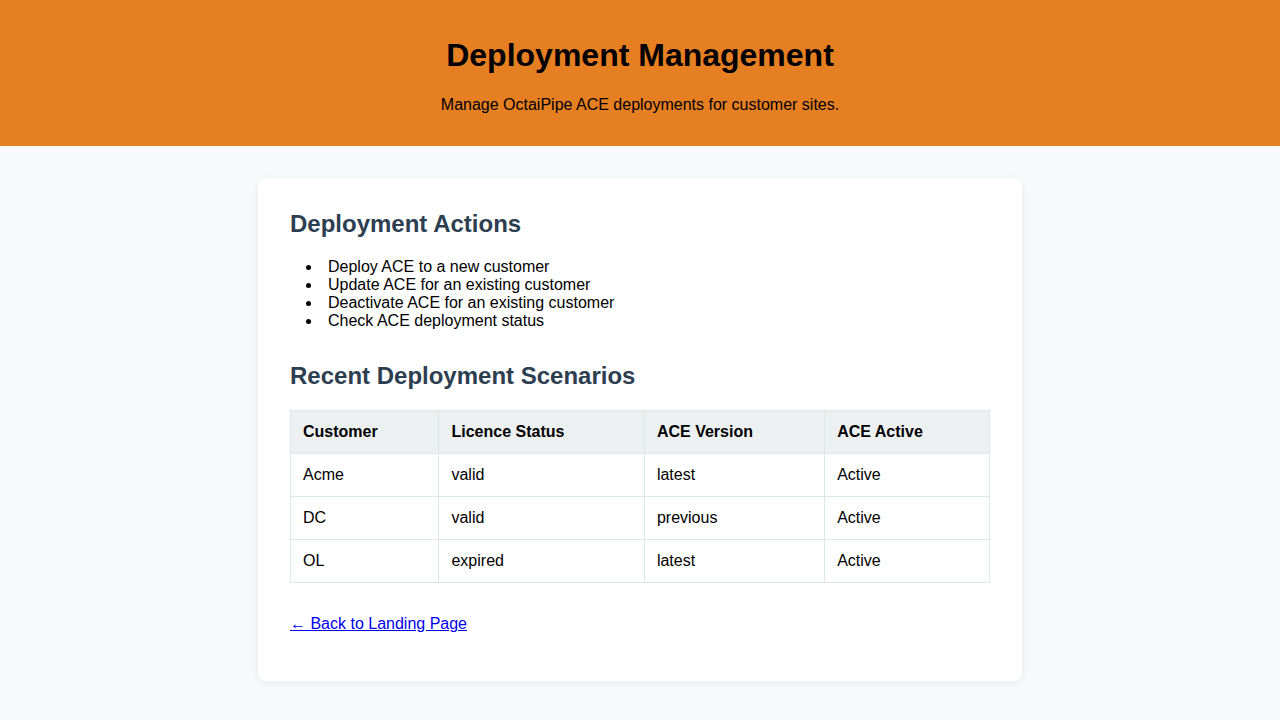 Deployment Management
Manage OctaiPipe ACE deployments for customer sites.
Deployment Actions
• Deploy ACE to a new customer
• Update ACE for an existing customer
• Deactivate ACE for an existing customer
• Check ACE deployment status
Recent Deployment Scenarios
Customer Licence Status ACE Version ACE Active
Acme valid latest Active
DC valid previous Active
OL expired latest Active
← Back to Landing Page